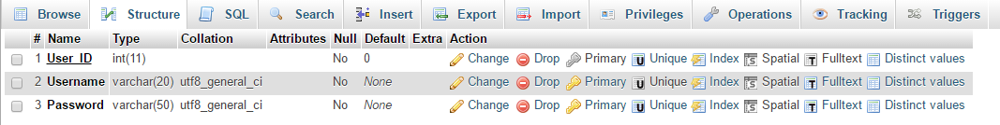 Browse Structure SQL Search Insert Export Import Privileges Operations Tracking Triggers
# Name Type Collation Attributes Null Default Extra Action
1 User_ID int(11) No 0 Change Drop Primary Unique Index Spatial Fulltext Distinct values
2 Username varchar(20) utf8_general_ci No None Change Drop Primary Unique Index Spatial Fulltext Distinct values
3 Password varchar(50) utf8_general_ci No None Change Drop Primary Unique Index Spatial Fulltext Distinct values